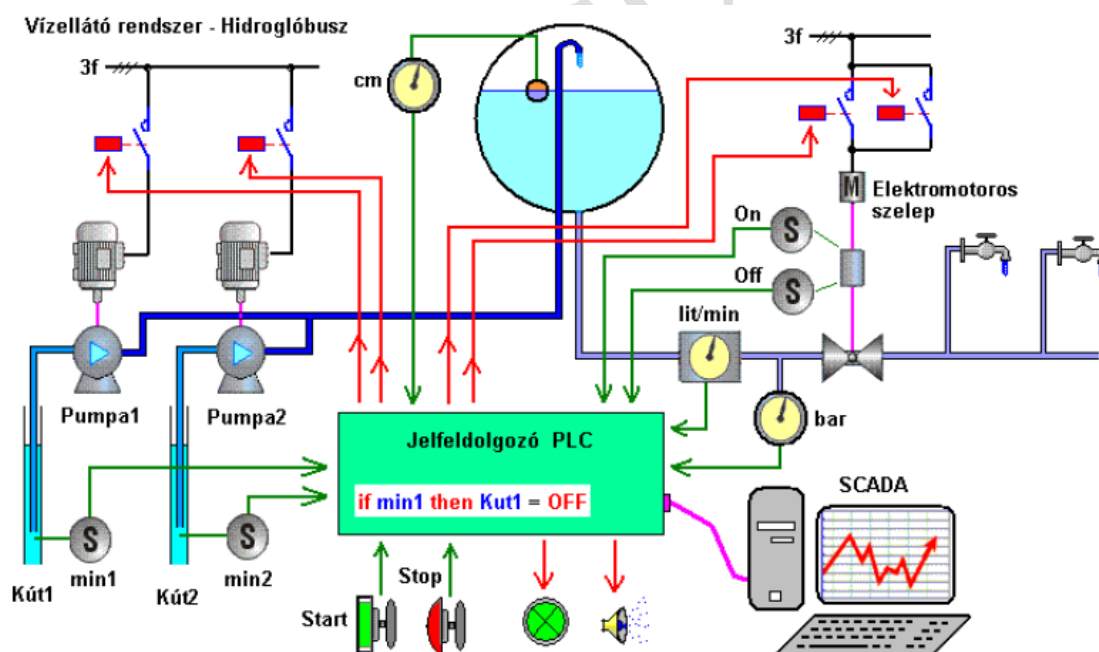 Vízellátó rendszer - Hidroglóbusz
3f
cm
3f
M
Elektromotoros
szelep
On
S
Off
S
lit/min
Pumpa1
Pumpa2
bar
Jelfeldolgozó PLC
if min1 then Kut1 = OFF
SCADA
S
S
min1
min2
Kút1
Kút2
Stop
Start